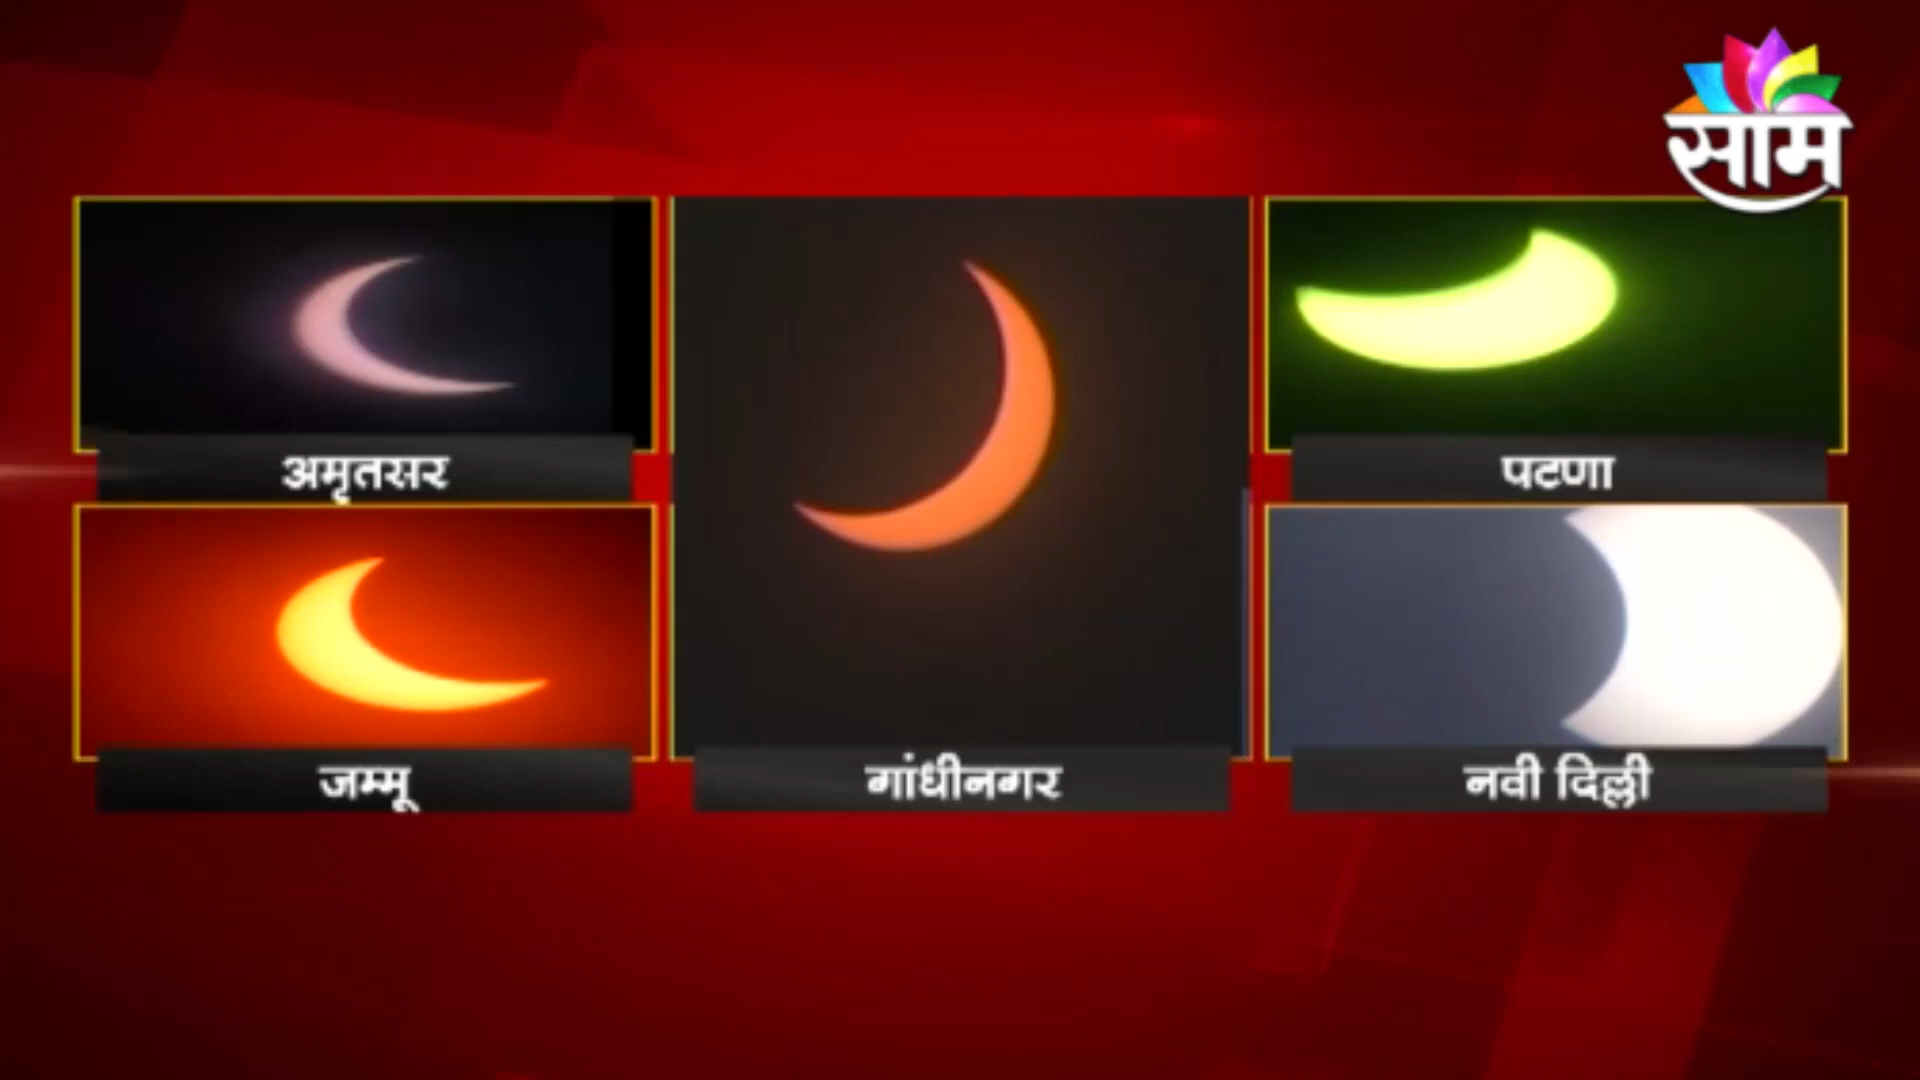 साम
अमृतसर
पटणा
जम्मू
गांधीनगर
नवी दिल्ली